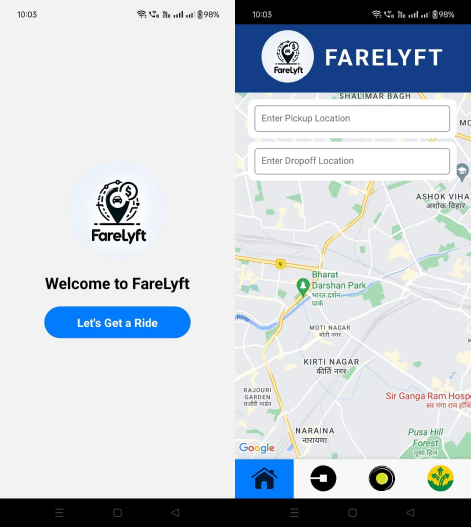 10:03
98%
FareLyft
Welcome to FareLyft
Let's Get a Ride
10:03
98%
FareLyft
FARELYFT
SHALIMAR BAGH
Enter Pickup Location
Enter Dropoff Location
ASHOK VIHA
अशोक विहार
9
Bharat
Darshan Park
भारत दर्शन
पार्क
MOTI NAGAR
मोती नगर
KIRTI NAGAR
कीर्ति नगर
RAJOURI
GARDEN
राजौरी गार्डन
Sir Ganga Ram Hosp
सर गंगा राम हॉस्पि
NARAINA
नारायणा
Pusa Hill
Forest
पूसा हिल
Google